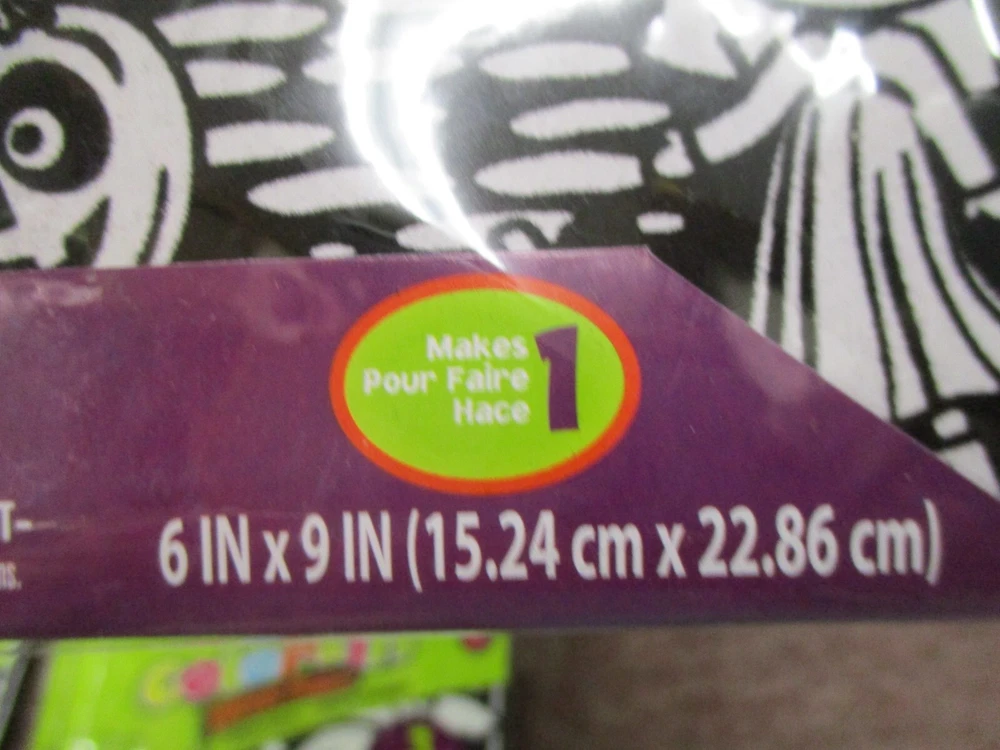 Makes
Pour Faire
Hace
1
6 IN x 9 IN (15.24 cm x 22.86 cm)